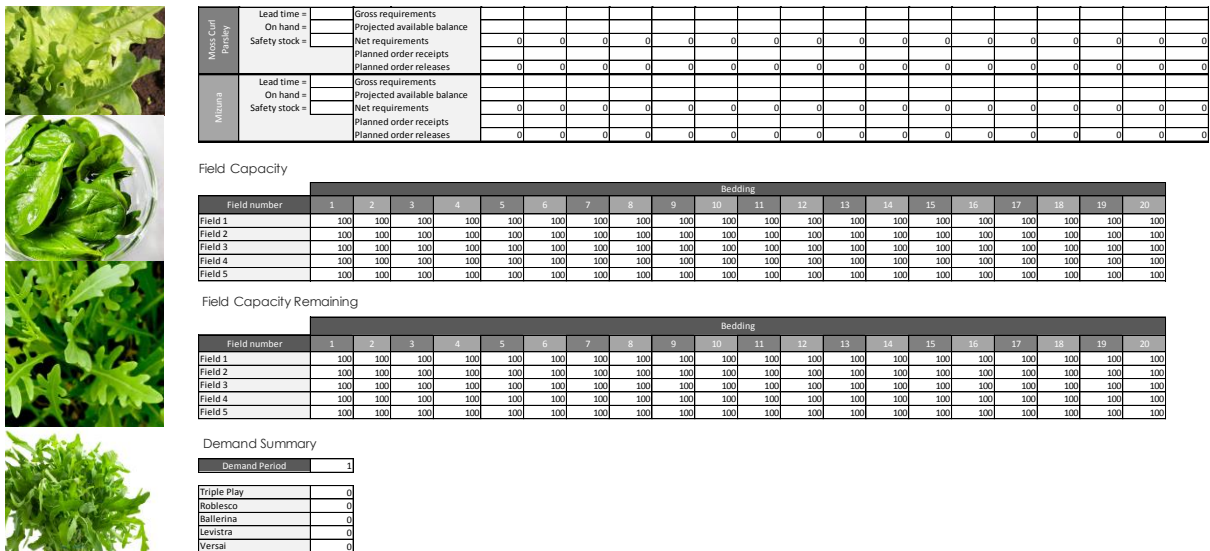 Moss Curl Parsley
Lead time = Gross requirements
On hand = Projected available balance
Safety stock = Net requirements 0 0 0 0 0 0 0 0 0 0 0 0 0 0 0 0 0
Planned order receipts
Planned order releases 0 0 0 0 0 0 0 0 0 0 0 0 0 0 0 0 0
Mizuna
Lead time = Gross requirements
On hand = Projected available balance
Safety stock = Net requirements 0 0 0 0 0 0 0 0 0 0 0 0 0 0 0 0 0
Planned order receipts
Planned order releases 0 0 0 0 0 0 0 0 0 0 0 0 0 0 0 0 0
Field Capacity
Bedding
Field number 1 2 3 4 5 6 7 8 9 10 11 12 13 14 15 16 17 18 19 20
Field 1 100 100 100 100 100 100 100 100 100 100 100 100 100 100 100 100 100 100 100 100
Field 2 100 100 100 100 100 100 100 100 100 100 100 100 100 100 100 100 100 100 100 100
Field 3 100 100 100 100 100 100 100 100 100 100 100 100 100 100 100 100 100 100 100 100
Field 4 100 100 100 100 100 100 100 100 100 100 100 100 100 100 100 100 100 100 100 100
Field 5 100 100 100 100 100 100 100 100 100 100 100 100 100 100 100 100 100 100 100 100
Field Capacity Remaining
Bedding
Field number 1 2 3 4 5 6 7 8 9 10 11 12 13 14 15 16 17 18 19 20
Field 1 100 100 100 100 100 100 100 100 100 100 100 100 100 100 100 100 100 100 100 100
Field 2 100 100 100 100 100 100 100 100 100 100 100 100 100 100 100 100 100 100 100 100
Field 3 100 100 100 100 100 100 100 100 100 100 100 100 100 100 100 100 100 100 100 100
Field 4 100 100 100 100 100 100 100 100 100 100 100 100 100 100 100 100 100 100 100 100
Field 5 100 100 100 100 100 100 100 100 100 100 100 100 100 100 100 100 100 100 100 100
Demand Summary
Demand Period 1
Triple Play 0
Roblesco 0
Ballerina 0
Levistra 0
Versai 0